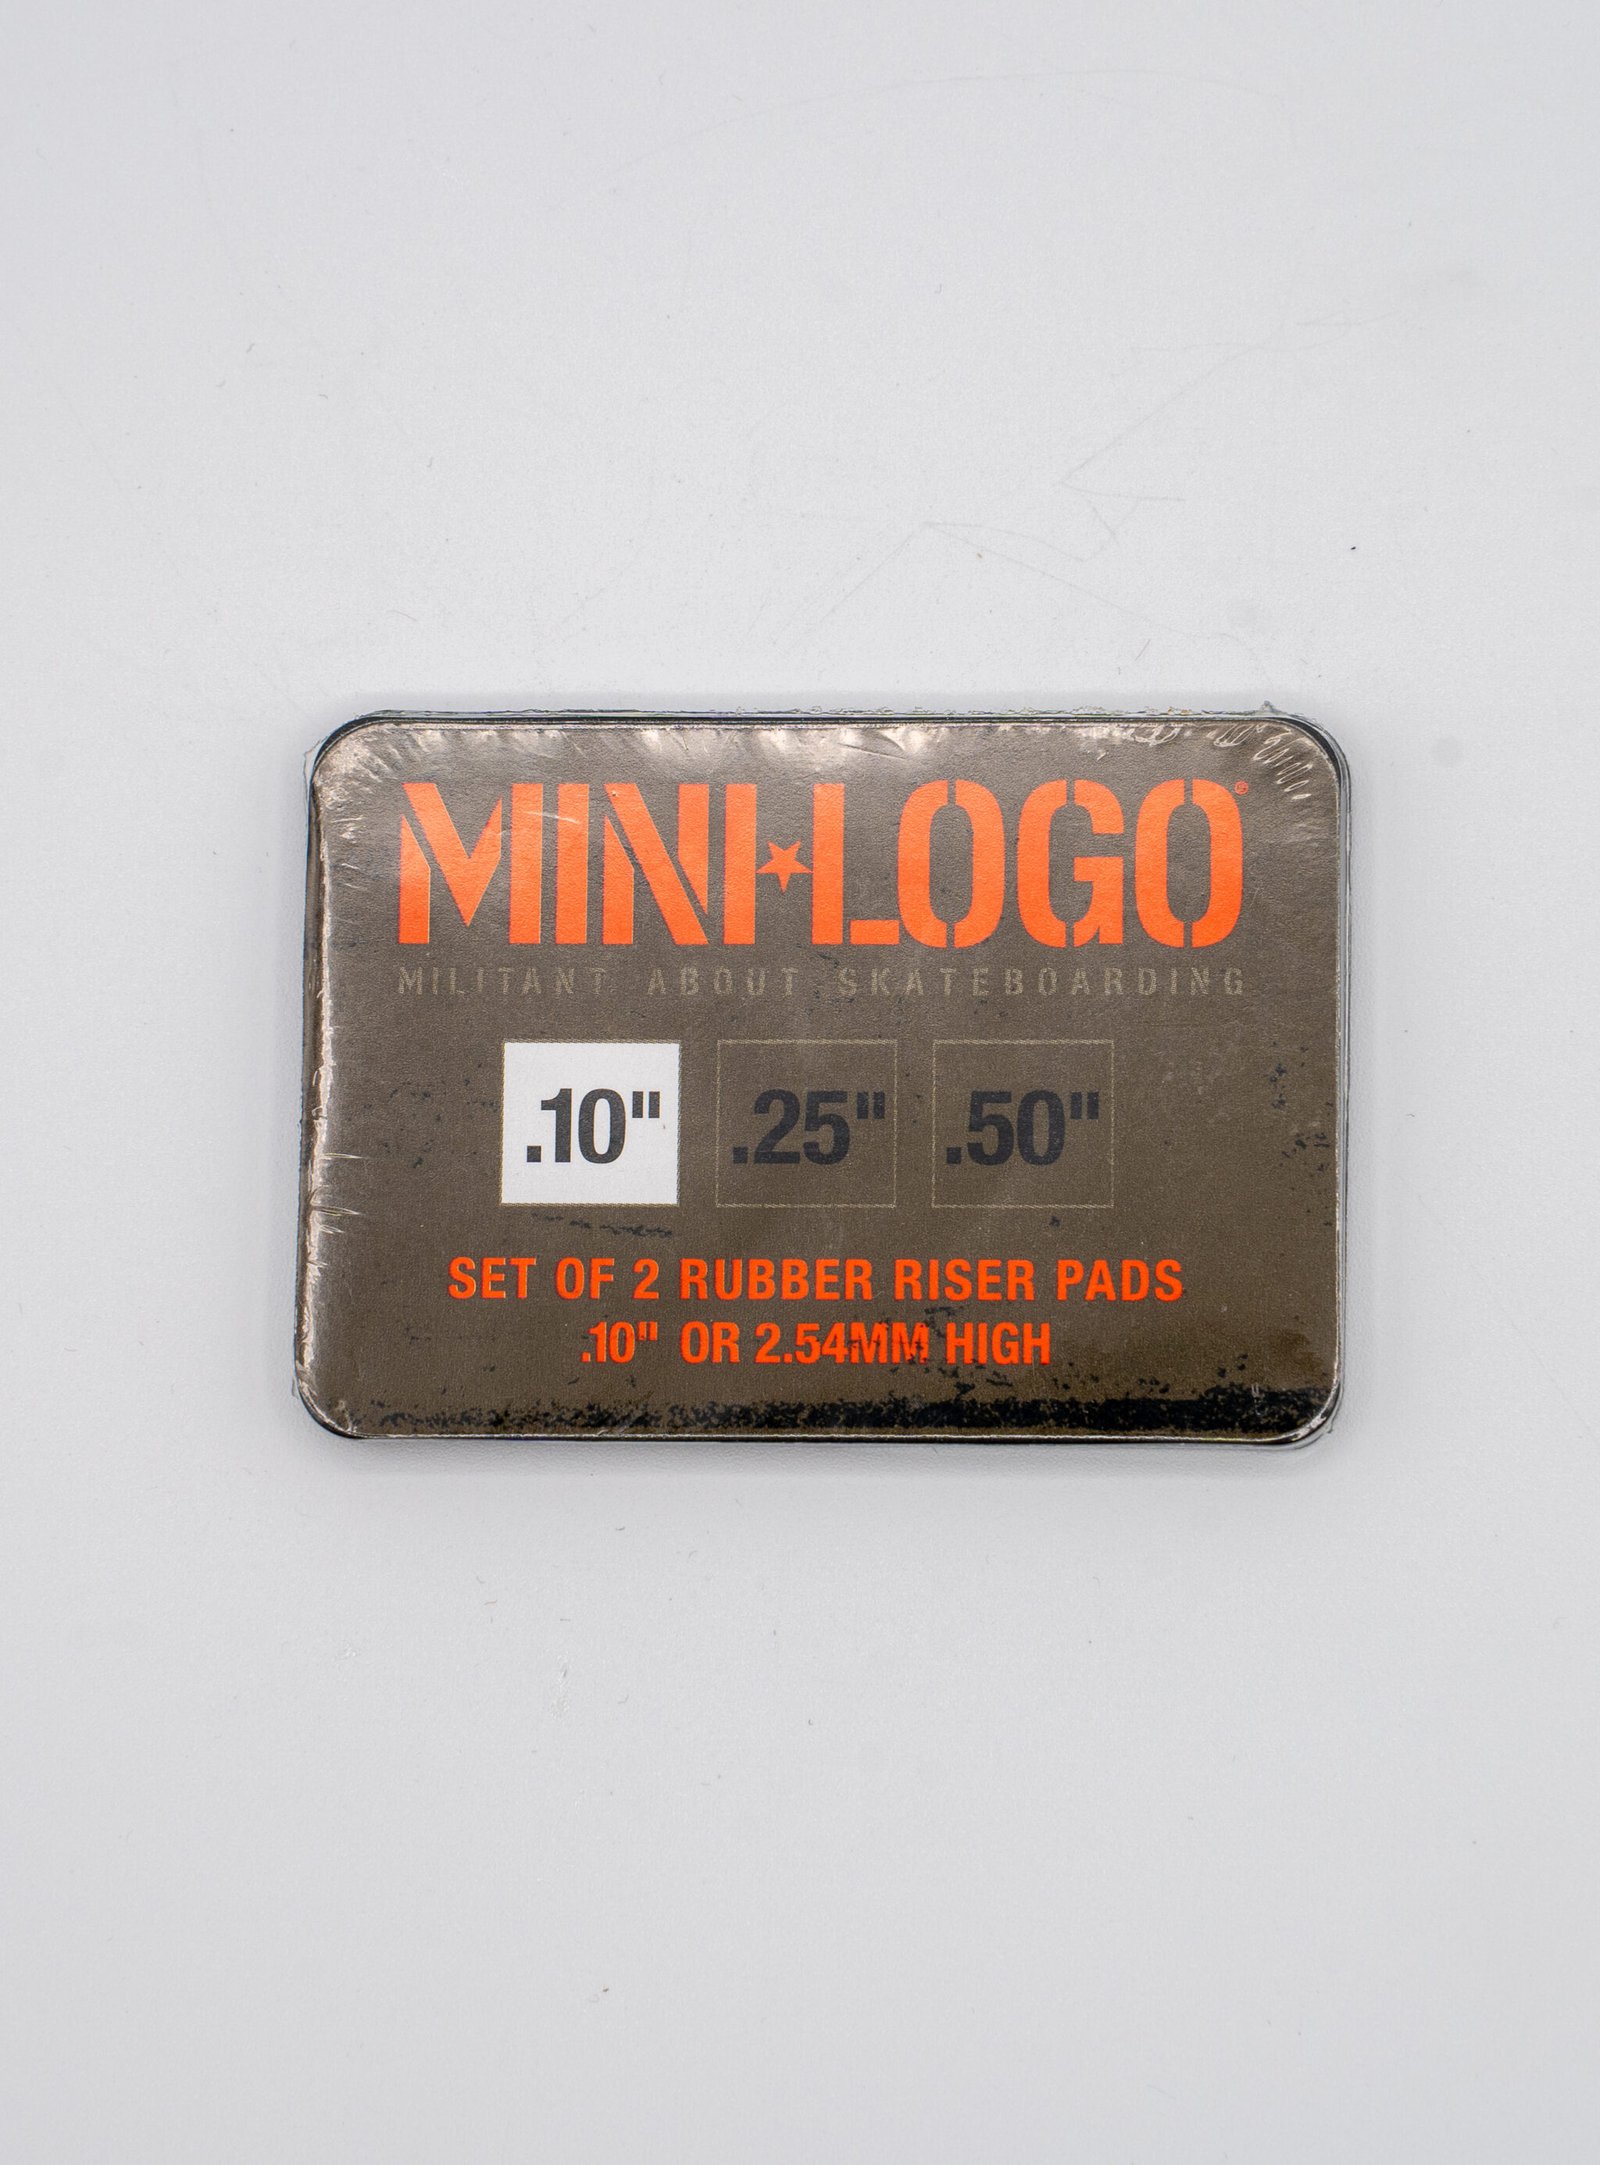 MINI★LOGO®
MILITANT ABOUT SKATEBOARDING
.10" .25" .50"
SET OF 2 RUBBER RISER PADS
.10" OR 2.54MM HIGH